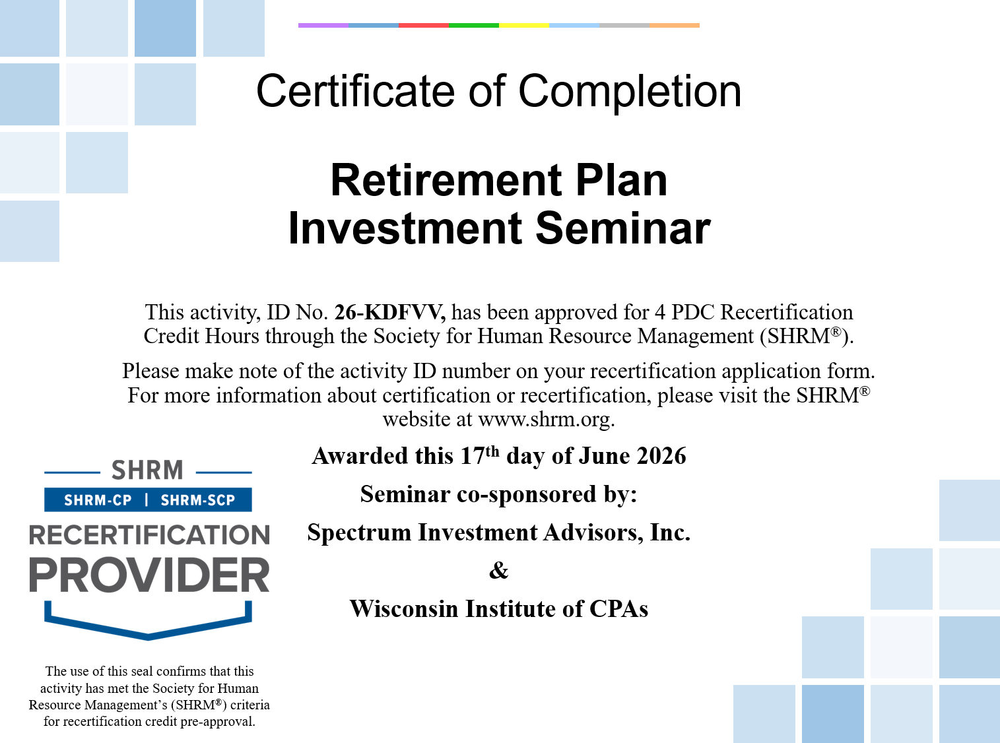 Certificate of Completion
Retirement Plan
Investment Seminar
This activity, ID No. 26-KDFVV, has been approved for 4 PDC Recertification
Credit Hours through the Society for Human Resource Management (SHRM®).
Please make note of the activity ID number on your recertification application form.
For more information about certification or recertification, please visit the SHRM®
website at www.shrm.org.
Awarded this 17th day of June 2026
Seminar co-sponsored by:
Spectrum Investment Advisors, Inc.
&
Wisconsin Institute of CPAs
SHRM
SHRM-CP | SHRM-SCP
RECERTIFICATION
PROVIDER
The use of this seal confirms that this
activity has met the Society for Human
Resource Management’s (SHRM®) criteria
for recertification credit pre-approval.